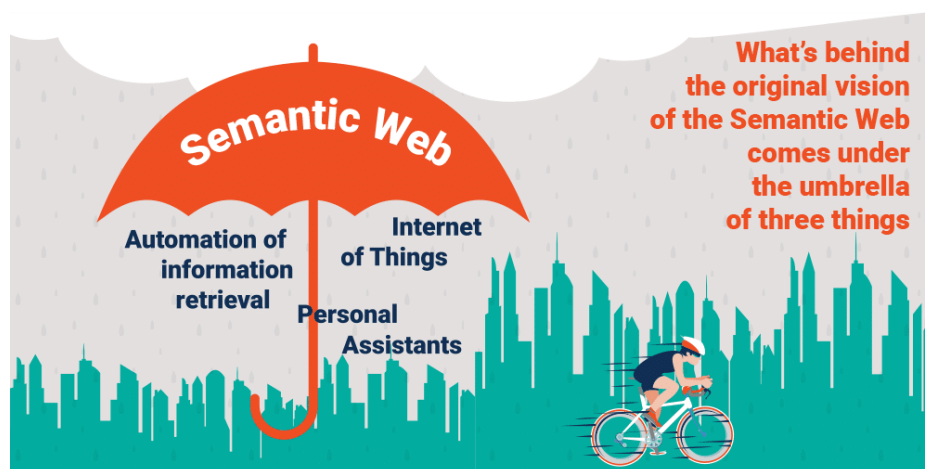 Semantic Web
Automation of
information
retrieval
Internet
of Things
Personal
Assistants
What's behind
the original vision
of the Semantic Web
comes under
the umbrella
of three things